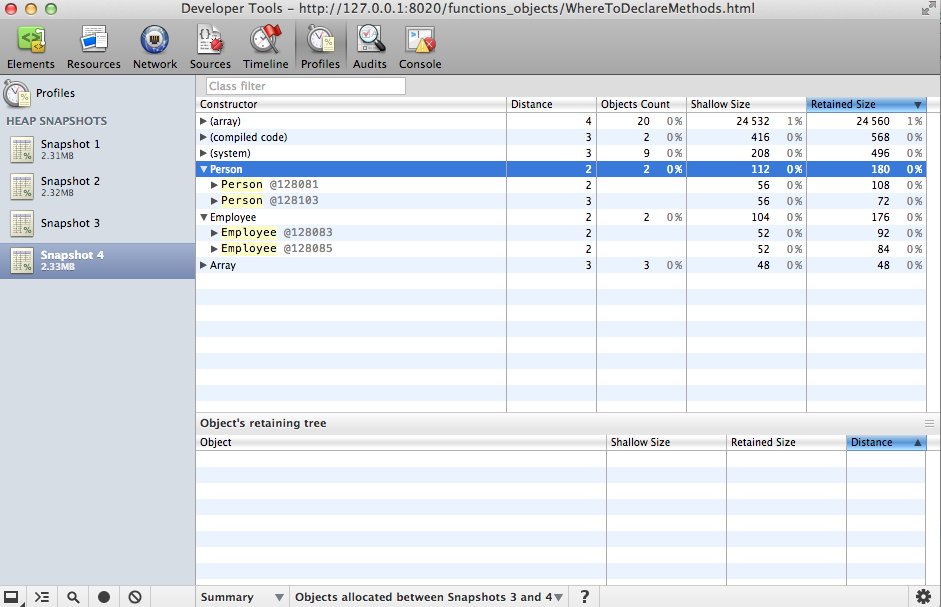 Developer Tools - http://127.0.0.1:8020/functions_objects/WhereToDeclareMethods.html
Elements Resources Network Sources Timeline Profiles Audits Console
Profiles
HEAP SNAPSHOTS
Snapshot 1
2.31MB
Snapshot 2
2.32MB
Snapshot 3
Snapshot 4
2.33MB
Class filter
Constructor Distance Objects Count Shallow Size Retained Size
(array) 4 20 0% 24 532 1% 24 560 1%
(compiled code) 3 2 0% 416 0% 568 0%
(system) 3 9 0% 208 0% 496 0%
Person 2 2 0% 112 0% 180 0%
Person @128081 2 56 0% 108 0%
Person @128103 3 56 0% 72 0%
Employee 2 2 0% 104 0% 176 0%
Employee @128083 2 52 0% 92 0%
Employee @128085 2 52 0% 84 0%
Array 3 3 0% 48 0% 48 0%
Object's retaining tree
Object Shallow Size Retained Size Distance
Summary Objects allocated between Snapshots 3 and 4 ?